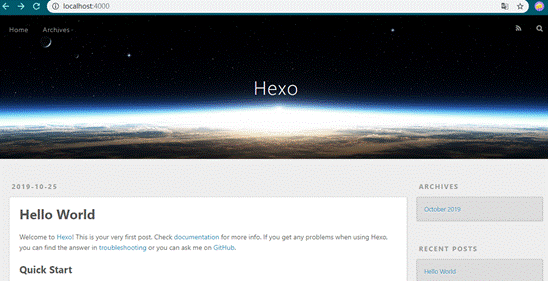 localhost:4000
Home Archives
Hexo
2019-10-25
Hello World
Welcome to Hexo! This is your very first post. Check documentation for more info. If you get any problems when using Hexo,
you can find the answer in troubleshooting or you can ask me on GitHub.
Quick Start
ARCHIVES
October 2019
RECENT POSTS
Hello World